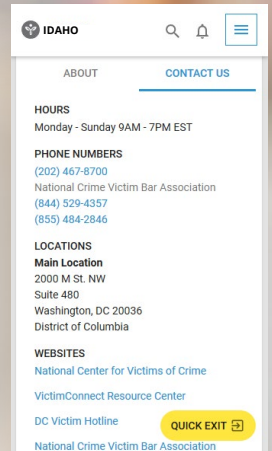 IDAHO
ABOUT
CONTACT US
HOURS
Monday - Sunday 9AM - 7PM EST
PHONE NUMBERS
(202) 467-8700
National Crime Victim Bar Association
(844) 529-4357
(855) 484-2846
LOCATIONS
Main Location
2000 M St. NW
Suite 480
Washington, DC 20036
District of Columbia
WEBSITES
National Center for Victims of Crime
VictimConnect Resource Center
DC Victim Hotline
QUICK EXIT
National Crime Victim Bar Association